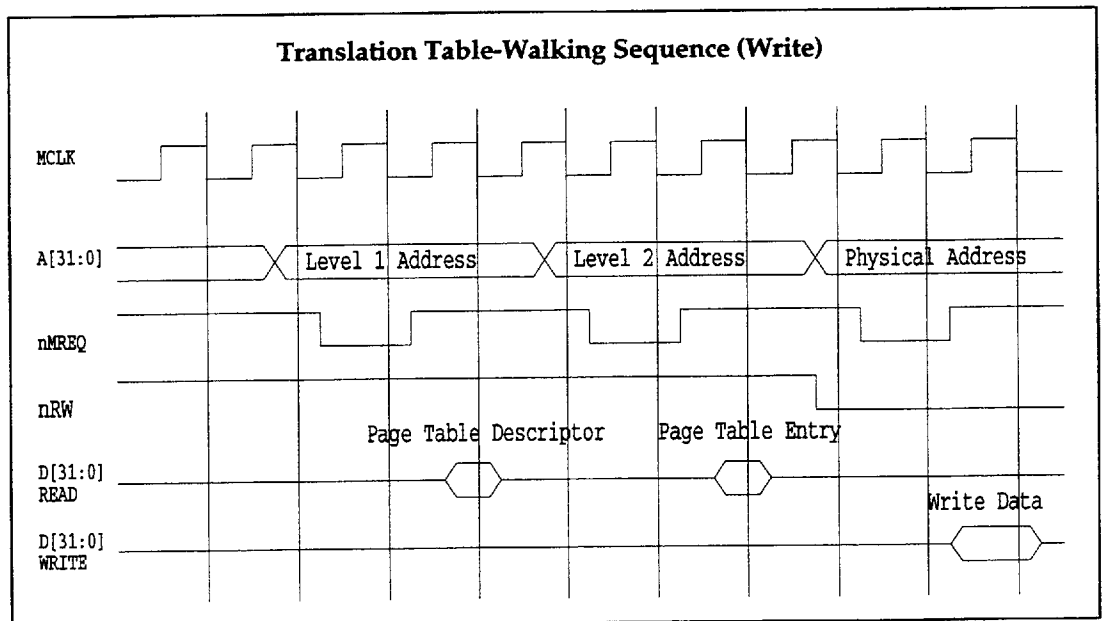 Translation Table-Walking Sequence (Write)
MCLK
A[31:0]
Level 1 Address
Level 2 Address
Physical Address
nMREQ
nRW
Page Table Descriptor
Page Table Entry
D[31:0]
READ
Write Data
D[31:0]
WRITE